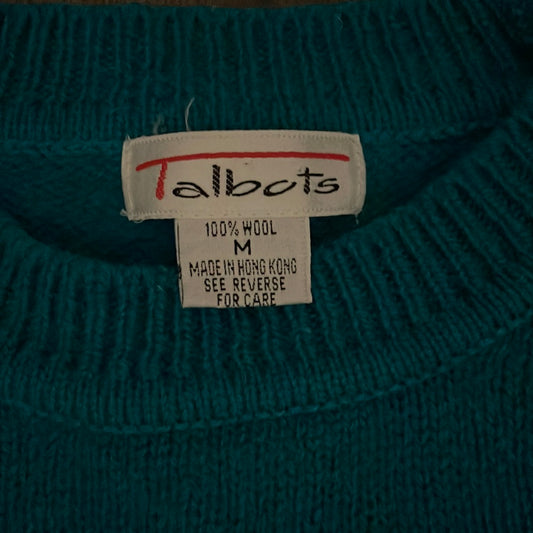 Talbots
100% WOOL
M
MADE IN HONG KONG
SEE REVERSE
FOR CARE